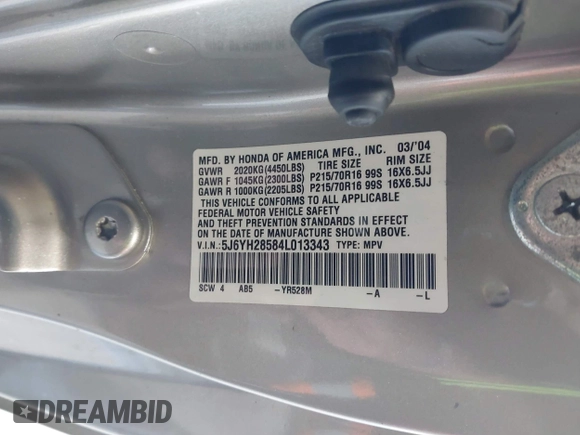 MFD. BY HONDA OF AMERICA MFG., INC. 03/'04
GVWR 2020KG(4450LBS) TIRE SIZE RIM SIZE
GAWR F 1045KG(2300LBS) P215/70R16 99S 16X6.5JJ
GAWR R 1000KG(2205LBS) P215/70R16 99S 16X6.5JJ
THIS VEHICLE CONFORMS TO ALL APPLICABLE
FEDERAL MOTOR VEHICLE SAFETY
AND THEFT PREVENTION STANDARDS IN EFFECT
ON THE DATE OF MANUFACTURE SHOWN ABOVE.
V.I.N.: 5J6YH28584L013343 TYPE: MPV
SCW 4 AB5 -YR528M -A -L
DREAMBID